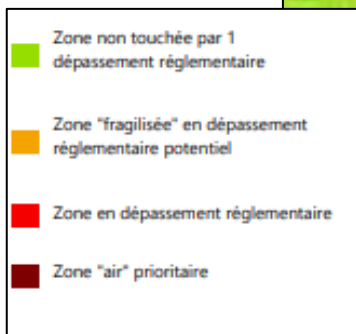 Zone non touchée par 1
dépassement réglementaire
Zone "fragilisée" en dépassement
réglementaire potentiel
Zone en dépassement réglementaire
Zone "air" prioritaire